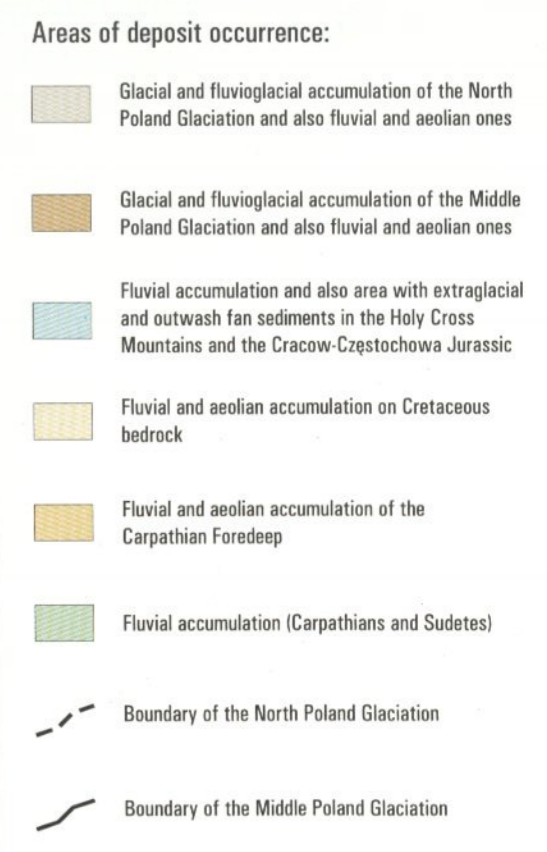 Areas of deposit occurrence:
Glacial and fluvioglacial accumulation of the North
Poland Glaciation and also fluvial and aeolian ones
Glacial and fluvioglacial accumulation of the Middle
Poland Glaciation and also fluvial and aeolian ones
Fluvial accumulation and also area with extraglacial
and outwash fan sediments in the Holy Cross
Mountains and the Cracow-Częstochowa Jurassic
Fluvial and aeolian accumulation on Cretaceous
bedrock
Fluvial and aeolian accumulation of the
Carpathian Foredeep
Fluvial accumulation (Carpathians and Sudetes)
Boundary of the North Poland Glaciation
Boundary of the Middle Poland Glaciation